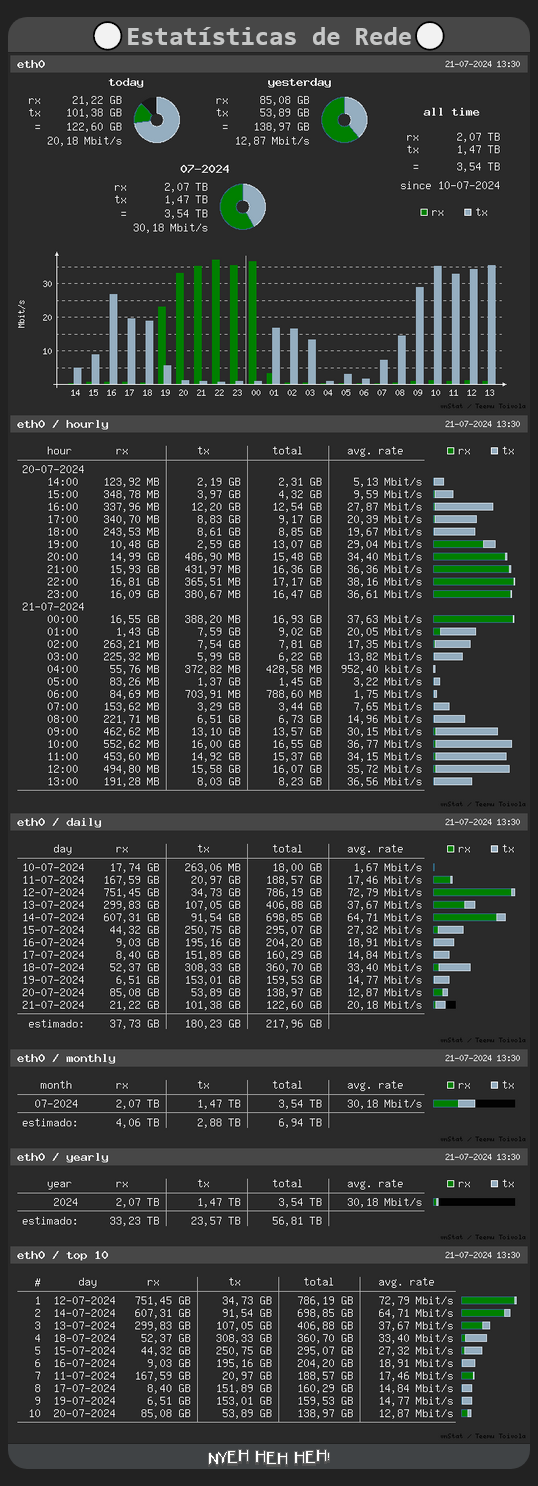 Estatísticas de Rede
eth0 21-07-2024 13:30
today
rx 21,22 GB
tx 101,38 GB
= 122,60 GB
20,18 Mbit/s
yesterday
rx 85,08 GB
tx 53,89 GB
= 138,97 GB
12,87 Mbit/s
all time
rx 2,07 TB
tx 1,47 TB
= 3,54 TB
since 10-07-2024
rx tx
07-2024
rx 2,07 TB
tx 1,47 TB
= 3,54 TB
30,18 Mbit/s
Mbit/s
30
20
10
14 15 16 17 18 19 20 21 22 23 00 01 02 03 04 05 06 07 08 09 10 11 12 13
vnStat / Teemu Toivola
eth0 / hourly 21-07-2024 13:30
hour rx tx total avg. rate rx tx
20-07-2024
14:00 123,92 MB 2,19 GB 2,31 GB 5,13 Mbit/s
15:00 348,78 MB 3,97 GB 4,32 GB 9,59 Mbit/s
16:00 337,96 MB 12,20 GB 12,54 GB 27,87 Mbit/s
17:00 340,70 MB 8,83 GB 9,17 GB 20,39 Mbit/s
18:00 243,53 MB 8,61 GB 8,85 GB 19,67 Mbit/s
19:00 10,48 GB 2,59 GB 13,07 GB 29,04 Mbit/s
20:00 14,99 GB 486,90 MB 15,48 GB 34,40 Mbit/s
21:00 15,93 GB 431,97 MB 16,36 GB 36,36 Mbit/s
22:00 16,81 GB 365,51 MB 17,17 GB 38,16 Mbit/s
23:00 16,09 GB 380,67 MB 16,47 GB 36,61 Mbit/s
21-07-2024
00:00 16,55 GB 388,20 MB 16,93 GB 37,63 Mbit/s
01:00 1,43 GB 7,59 GB 9,02 GB 20,05 Mbit/s
02:00 263,21 MB 7,54 GB 7,81 GB 17,35 Mbit/s
03:00 225,32 MB 5,99 GB 6,22 GB 13,82 Mbit/s
04:00 55,76 MB 372,82 MB 428,58 MB 952,40 kbit/s
05:00 83,26 MB 1,37 GB 1,45 GB 3,22 Mbit/s
06:00 84,69 MB 703,91 MB 788,60 MB 1,75 Mbit/s
07:00 153,62 MB 3,29 GB 3,44 GB 7,65 Mbit/s
08:00 221,71 MB 6,51 GB 6,73 GB 14,96 Mbit/s
09:00 462,62 MB 13,10 GB 13,57 GB 30,15 Mbit/s
10:00 552,62 MB 16,00 GB 16,55 GB 36,77 Mbit/s
11:00 453,60 MB 14,92 GB 15,37 GB 34,15 Mbit/s
12:00 494,80 MB 15,58 GB 16,07 GB 35,72 Mbit/s
13:00 191,28 MB 8,03 GB 8,23 GB 36,56 Mbit/s
vnStat / Teemu Toivola
eth0 / daily 21-07-2024 13:30
day rx tx total avg. rate rx tx
10-07-2024 17,74 GB 263,06 MB 18,00 GB 1,67 Mbit/s
11-07-2024 167,59 GB 20,97 GB 188,57 GB 17,46 Mbit/s
12-07-2024 751,45 GB 34,73 GB 786,19 GB 72,79 Mbit/s
13-07-2024 299,83 GB 107,05 GB 406,88 GB 37,67 Mbit/s
14-07-2024 607,31 GB 91,54 GB 698,85 GB 64,71 Mbit/s
15-07-2024 44,32 GB 250,75 GB 295,07 GB 27,32 Mbit/s
16-07-2024 9,03 GB 195,16 GB 204,20 GB 18,91 Mbit/s
17-07-2024 8,40 GB 151,89 GB 160,29 GB 14,84 Mbit/s
18-07-2024 52,37 GB 308,33 GB 360,70 GB 33,40 Mbit/s
19-07-2024 6,51 GB 153,01 GB 159,53 GB 14,77 Mbit/s
20-07-2024 85,08 GB 53,89 GB 138,97 GB 12,87 Mbit/s
21-07-2024 21,22 GB 101,38 GB 122,60 GB 20,18 Mbit/s
estimado: 37,73 GB 180,23 GB 217,96 GB
vnStat / Teemu Toivola
eth0 / monthly 21-07-2024 13:30
month rx tx total avg. rate rx tx
07-2024 2,07 TB 1,47 TB 3,54 TB 30,18 Mbit/s
estimado: 4,06 TB 2,88 TB 6,94 TB
vnStat / Teemu Toivola
eth0 / yearly 21-07-2024 13:30
year rx tx total avg. rate rx tx
2024 2,07 TB 1,47 TB 3,54 TB 30,18 Mbit/s
estimado: 33,23 TB 23,57 TB 56,81 TB
vnStat / Teemu Toivola
eth0 / top 10 21-07-2024 13:30
# day rx tx total avg. rate
1 12-07-2024 751,45 GB 34,73 GB 786,19 GB 72,79 Mbit/s
2 14-07-2024 607,31 GB 91,54 GB 698,85 GB 64,71 Mbit/s
3 13-07-2024 299,83 GB 107,05 GB 406,88 GB 37,67 Mbit/s
4 18-07-2024 52,37 GB 308,33 GB 360,70 GB 33,40 Mbit/s
5 15-07-2024 44,32 GB 250,75 GB 295,07 GB 27,32 Mbit/s
6 16-07-2024 9,03 GB 195,16 GB 204,20 GB 18,91 Mbit/s
7 11-07-2024 167,59 GB 20,97 GB 188,57 GB 17,46 Mbit/s
8 17-07-2024 8,40 GB 151,89 GB 160,29 GB 14,84 Mbit/s
9 19-07-2024 6,51 GB 153,01 GB 159,53 GB 14,77 Mbit/s
10 20-07-2024 85,08 GB 53,89 GB 138,97 GB 12,87 Mbit/s
vnStat / Teemu Toivola
NYEH HEH HEH!